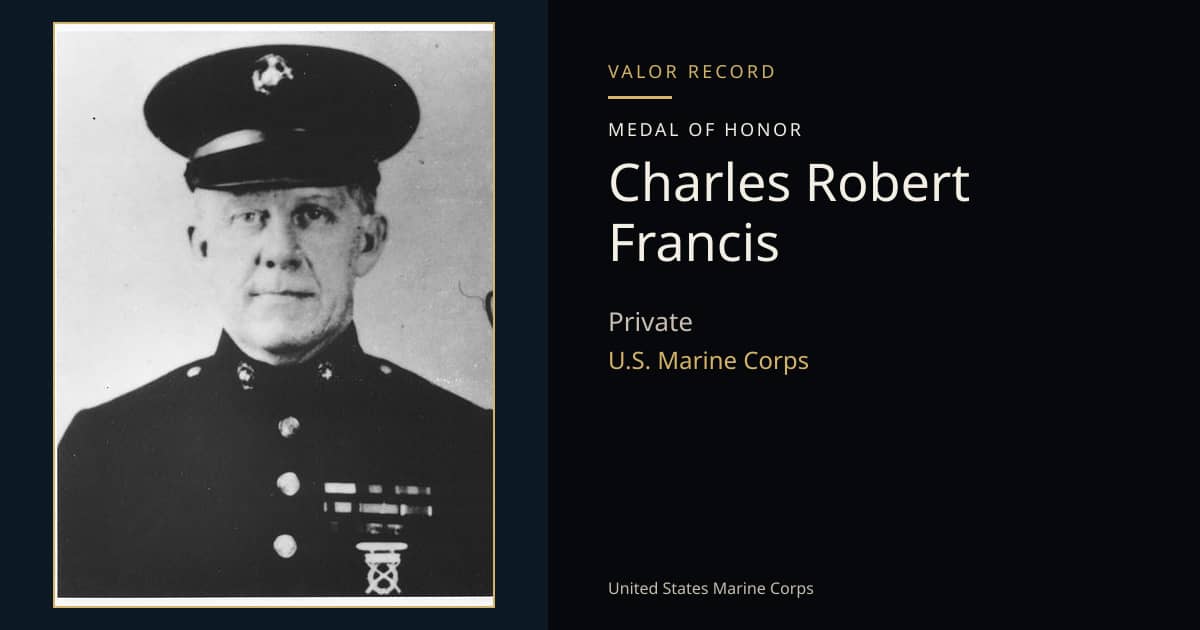 VALOR RECORD
MEDAL OF HONOR
Charles Robert
Francis
Private
U.S. Marine Corps
United States Marine Corps